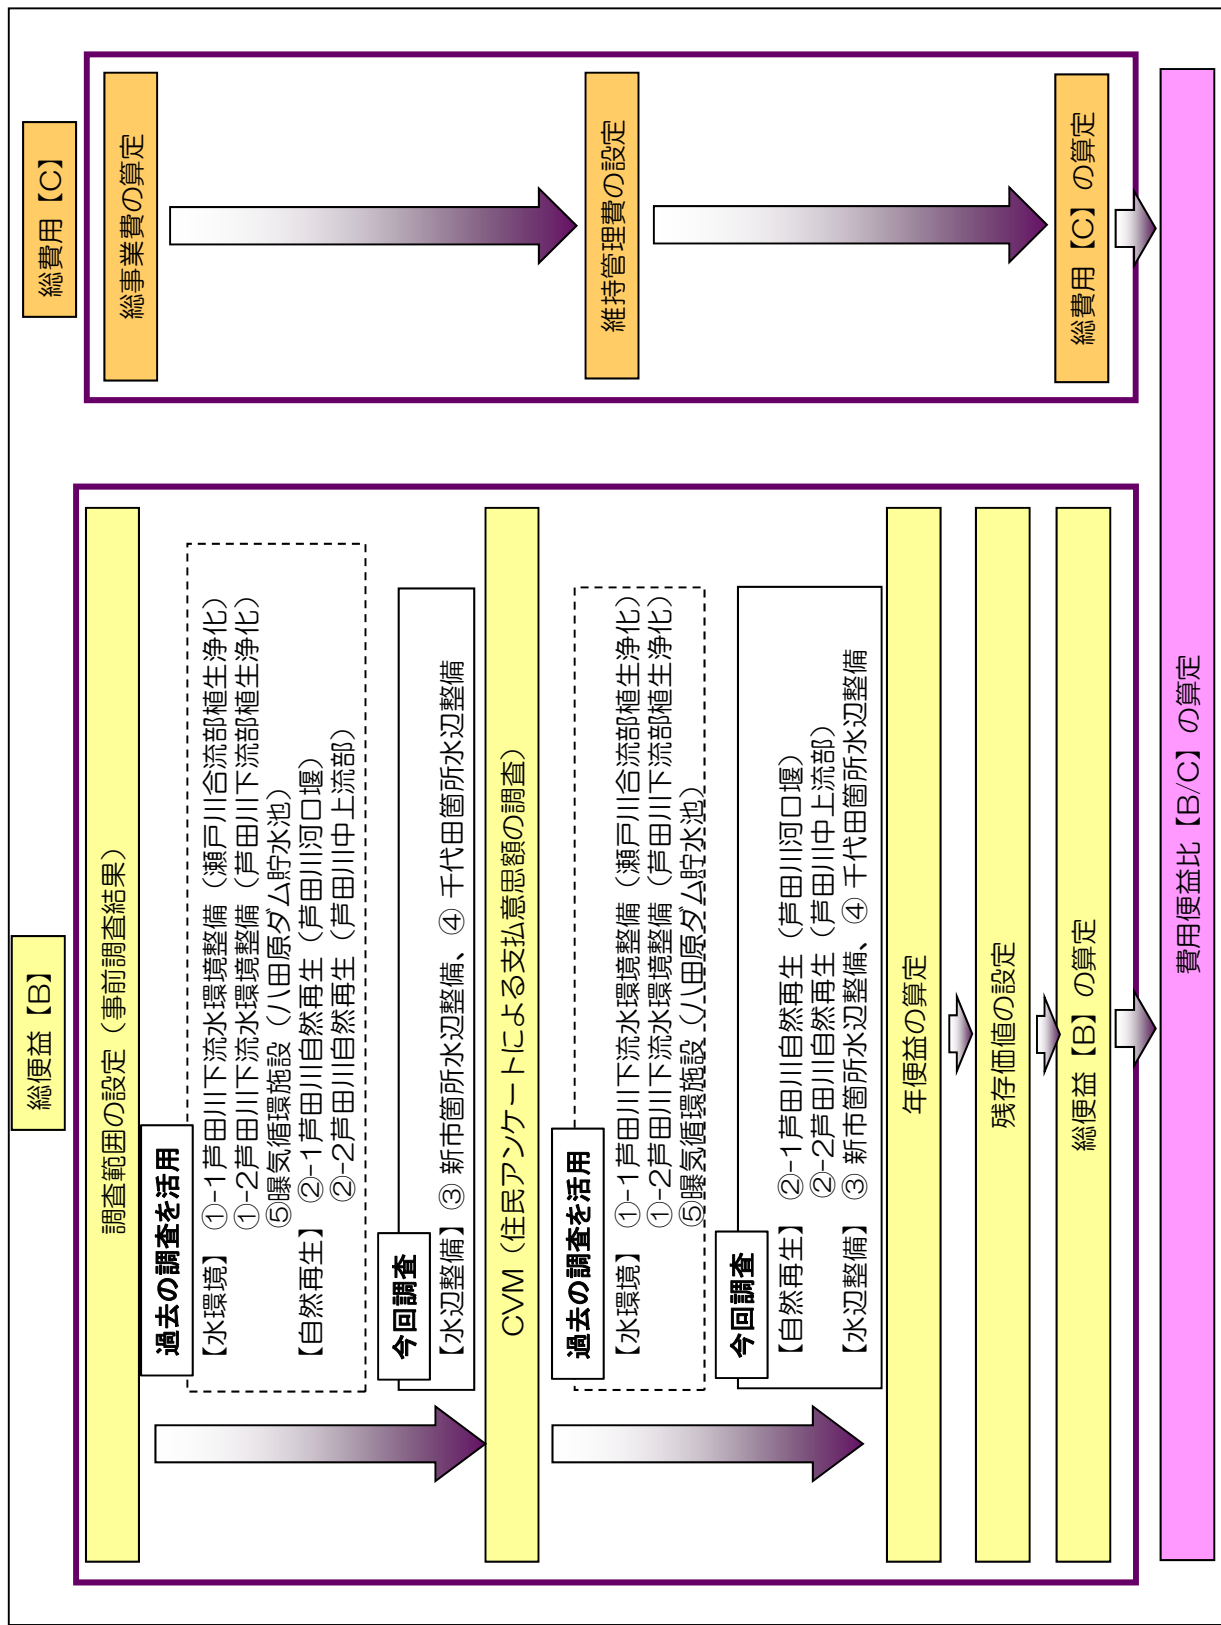 総便益【B】
調査範囲の設定（事前調査結果）
過去の調査を活用
【水環境】 ①-1芦田川下流水環境整備（瀬戸川合流部植生浄化）
①-2芦田川下流水環境整備（芦田川下流部植生浄化）
⑤曝気循環施設（八田原ダム貯水池）
【自然再生】 ②-1芦田川自然再生（芦田川河口堰）
②-2芦田川自然再生（芦田川中上流部）
今回調査
【水辺整備】③ 新市箇所水辺整備、④ 千代田箇所水辺整備
CVM（住民アンケートによる支払意思額の調査）
過去の調査を活用
【水環境】 ①-1芦田川下流水環境整備（瀬戸川合流部植生浄化）
①-2芦田川下流水環境整備（芦田川下流部植生浄化）
⑤曝気循環施設（八田原ダム貯水池）
今回調査
【自然再生】 ②-1芦田川自然再生（芦田川河口堰）
②-2芦田川自然再生（芦田川中上流部）
【水辺整備】 ③ 新市箇所水辺整備、④ 千代田箇所水辺整備
年便益の算定
残存価値の設定
総便益【B】の算定
総費用【C】
総事業費の算定
維持管理費の設定
総費用【C】の算定
費用便益比【B/C】の算定